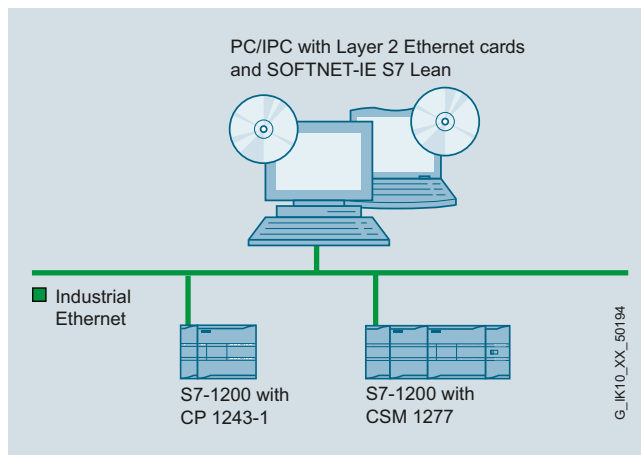 PC/IPC with Layer 2 Ethernet cards
and SOFTNET-IE S7 Lean
Industrial
Ethernet
S7-1200 with
CP 1243-1
S7-1200 with
CSM 1277
G_IK10_XX_50194